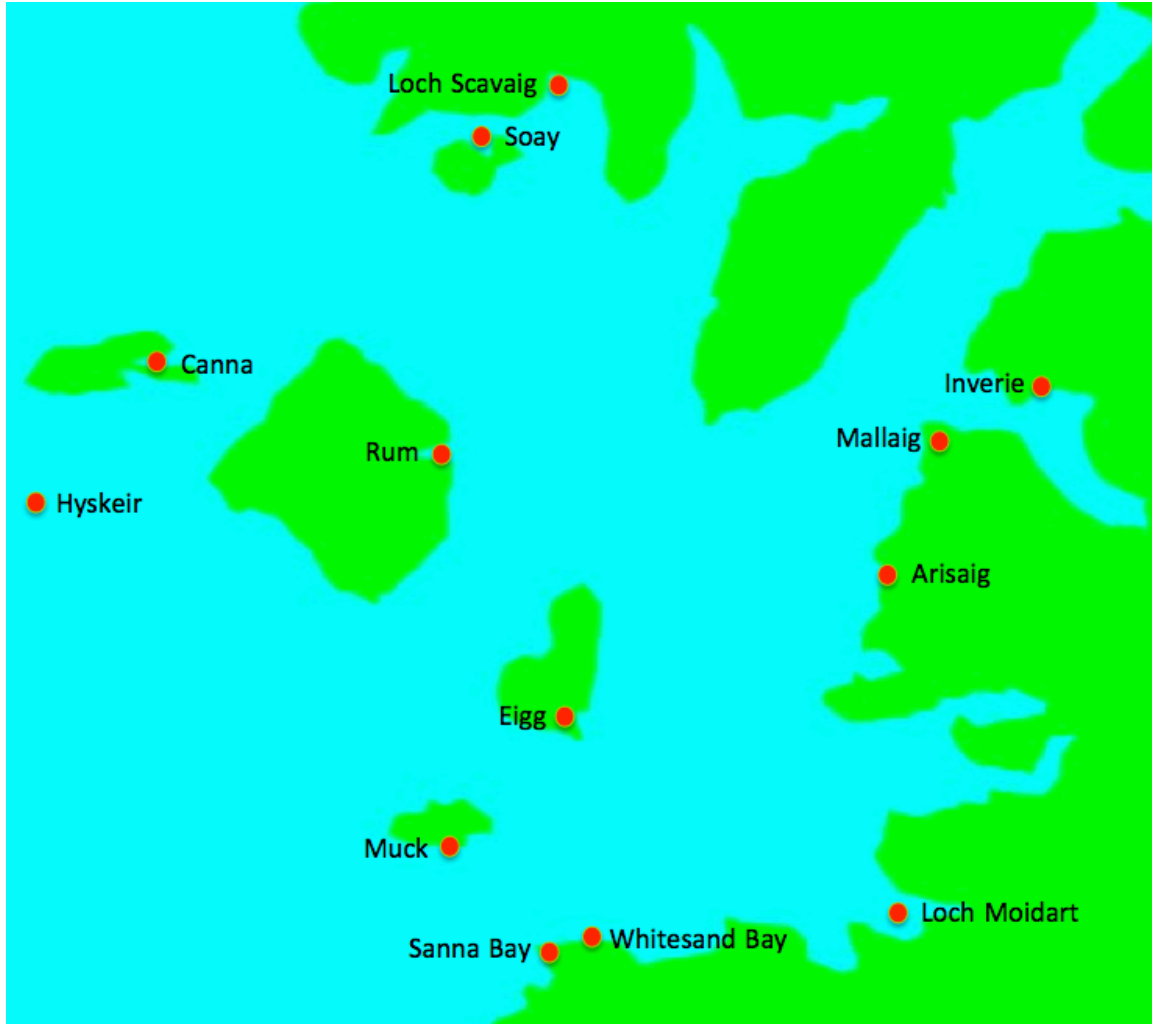 Loch Scavaig
Soay
Canna
Inverie
Mallaig
Rum
Hyskeir
Arisaig
Eigg
Muck
Loch Moidart
Whitesand Bay
Sanna Bay